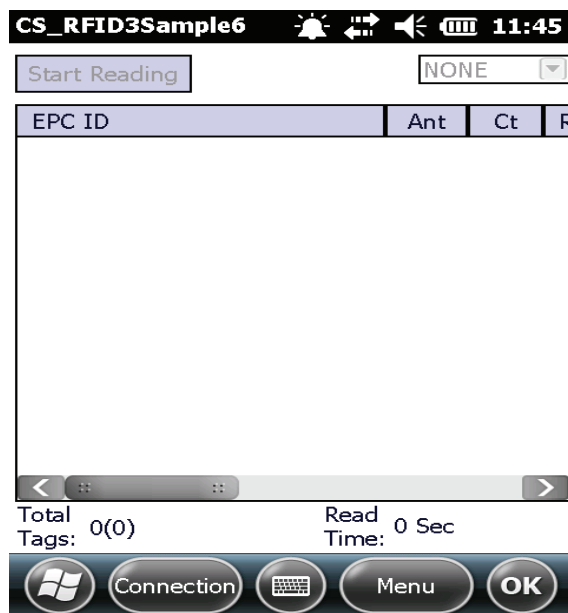 CS_RFID3Sample6 11:45
Start Reading NONE
EPC ID Ant Ct R
Total Tags: 0(0) Read Time: 0 Sec
Connection Menu OK